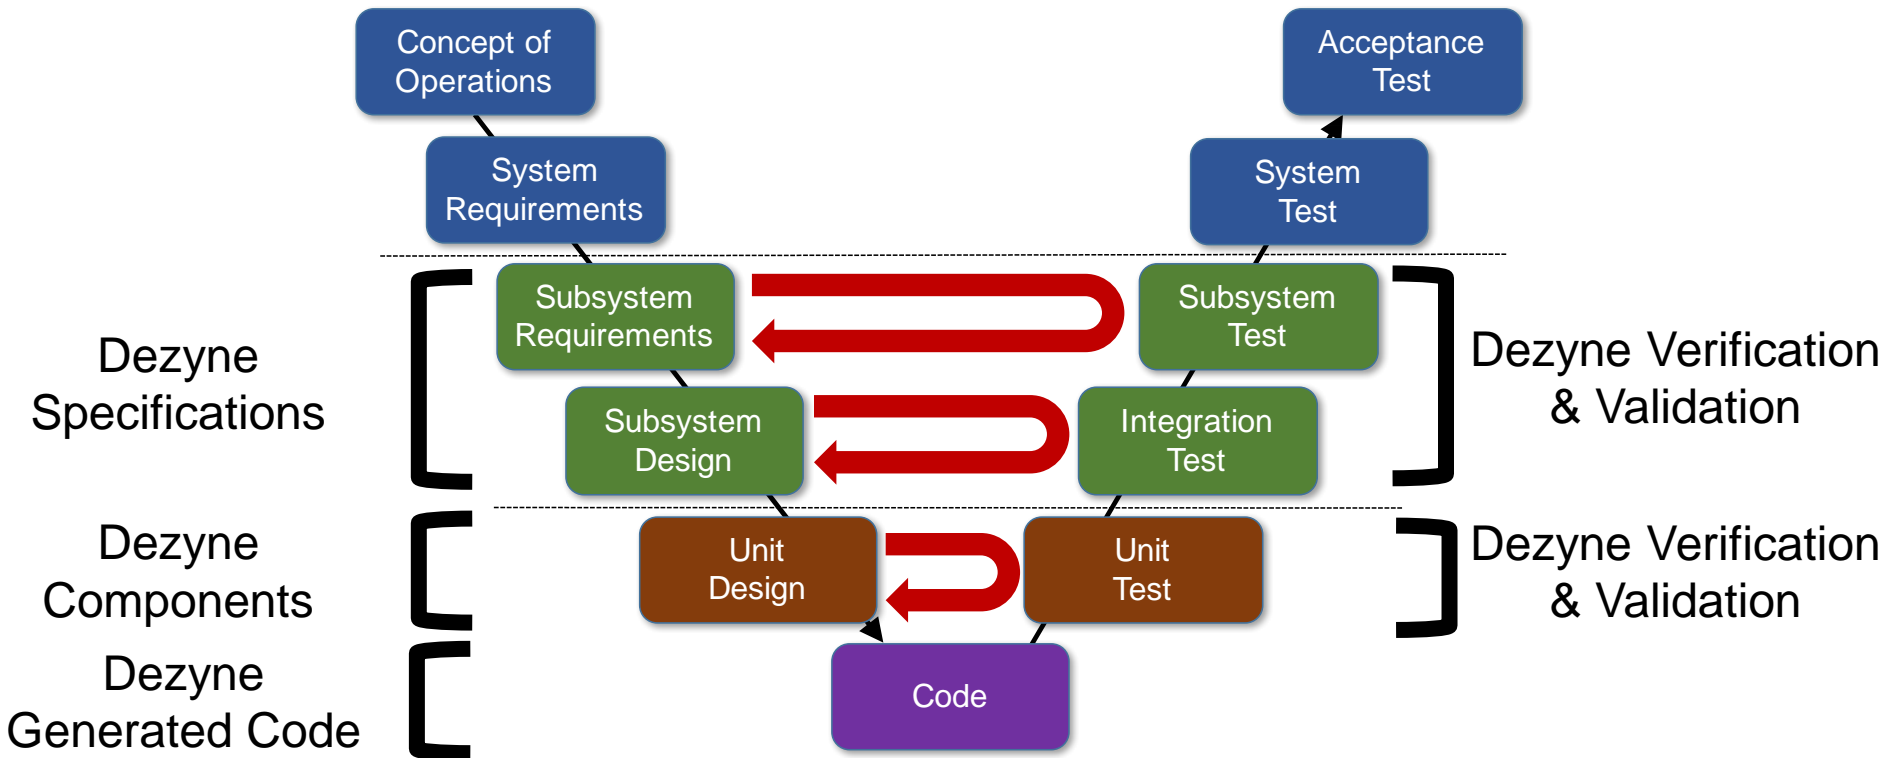 Concept of
Operations
Acceptance
Test
System
Requirements
System
Test
Dezyne
Specifications
Subsystem
Requirements
Subsystem
Test
Dezyne Verification
& Validation
Subsystem
Design
Integration
Test
Dezyne
Components
Unit
Design
Unit
Test
Dezyne Verification
& Validation
Dezyne
Generated Code
Code